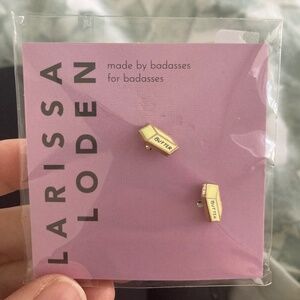 LARISSA
LODEN
made by badasses
for badasses
BUTTER
BUTTER